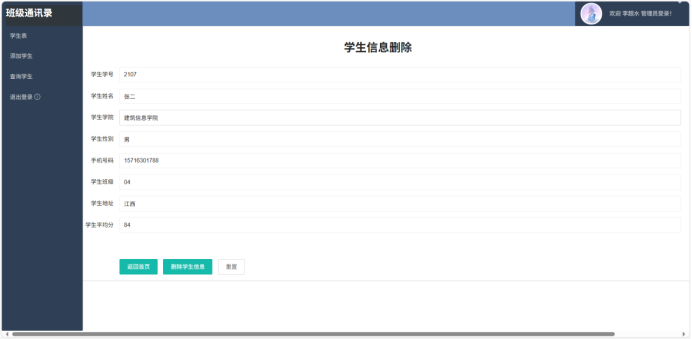 班级通讯录
欢迎 李顺水 管理员登录!
学生表
添加学生
查询学生
退出登录
学生信息删除
学生学号 2107
学生姓名 张二
学生学院 建筑信息学院
学生性别 男
手机号码 15716301788
学生班级 04
学生地址 江西
学生平均分 84
返回首页 删除学生信息 重置